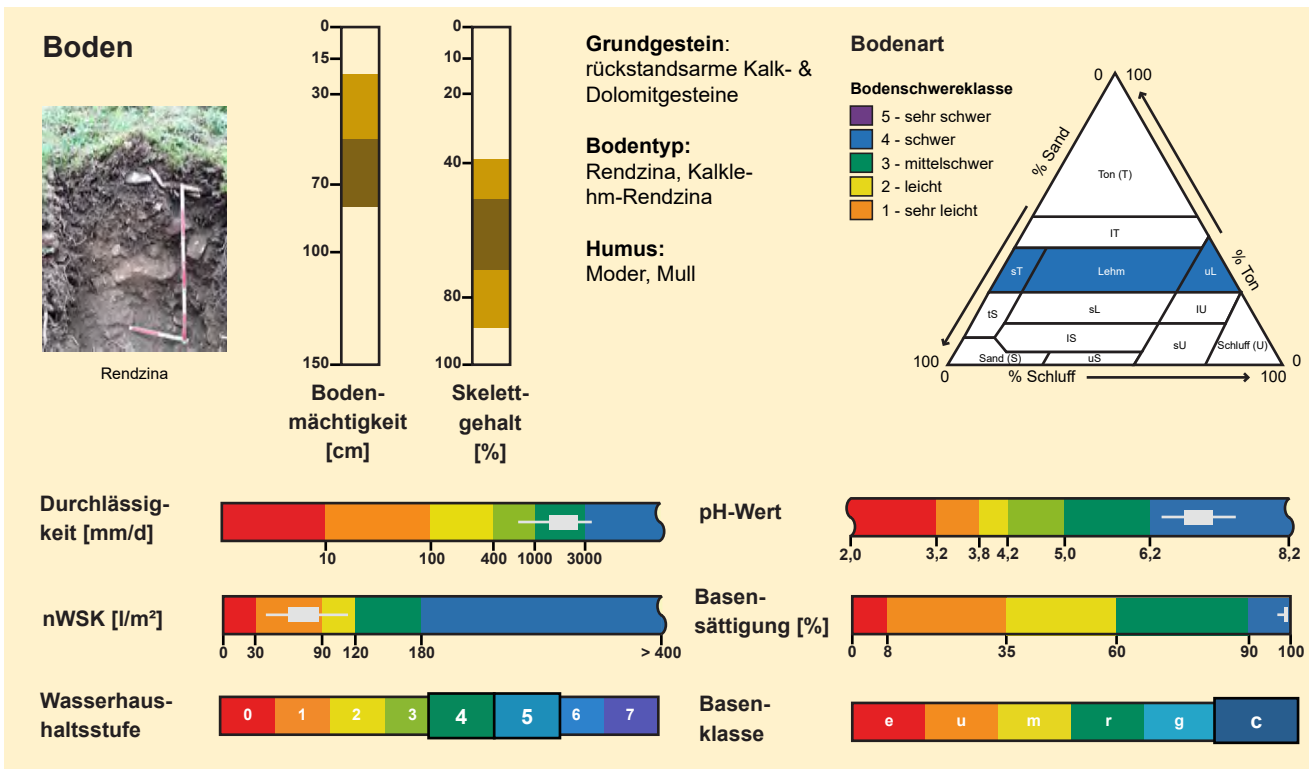 Boden
Rendzina
0
15
30
70
100
150
Boden-
mächtigkeit
[cm]
0
10
20
40
80
100
Skelett-
gehalt
[%]
Grundgestein:
rückstandsarme Kalk- &
Dolomitgesteine
Bodentyp:
Rendzina, Kalkle-
hm-Rendzina
Humus:
Moder, Mull
Bodenart
Bodenschwereklasse
5 - sehr schwer
4 - schwer
3 - mittelschwer
2 - leicht
1 - sehr leicht
0 100
% Sand
% Ton
Ton (T)
lT
sT Lehm uL
tS sL lU
lS
Sand (S) uS sU Schluff (U)
100 0
0 % Schluff 100
Durchlässig-
keit [mm/d]
10 100 400 1000 3000
nWSK [l/m²]
0 30 90 120 180 > 400
Wasserhaus-
haltsstufe
0 1 2 3 4 5 6 7
pH-Wert
2,0 3,2 3,8 4,2 5,0 6,2 8,2
Basen-
sättigung [%]
0 8 35 60 90 100
Basen-
klasse
e u m r g c